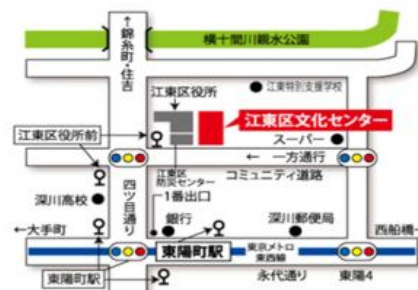 横十間川親水公園
↑錦糸町・住吉
江東区役所
江東特別支援学校
江東区文化センター
江東区役所前
スーパー
← 一方通行
江東区
防災センター
コミュニティ道路
深川高校
四ツ目通り
1番出口
銀行
深川郵便局
←大手町
西船橋→
東陽町駅
東京メトロ
東西線
東陽町駅
永代通り
東陽4